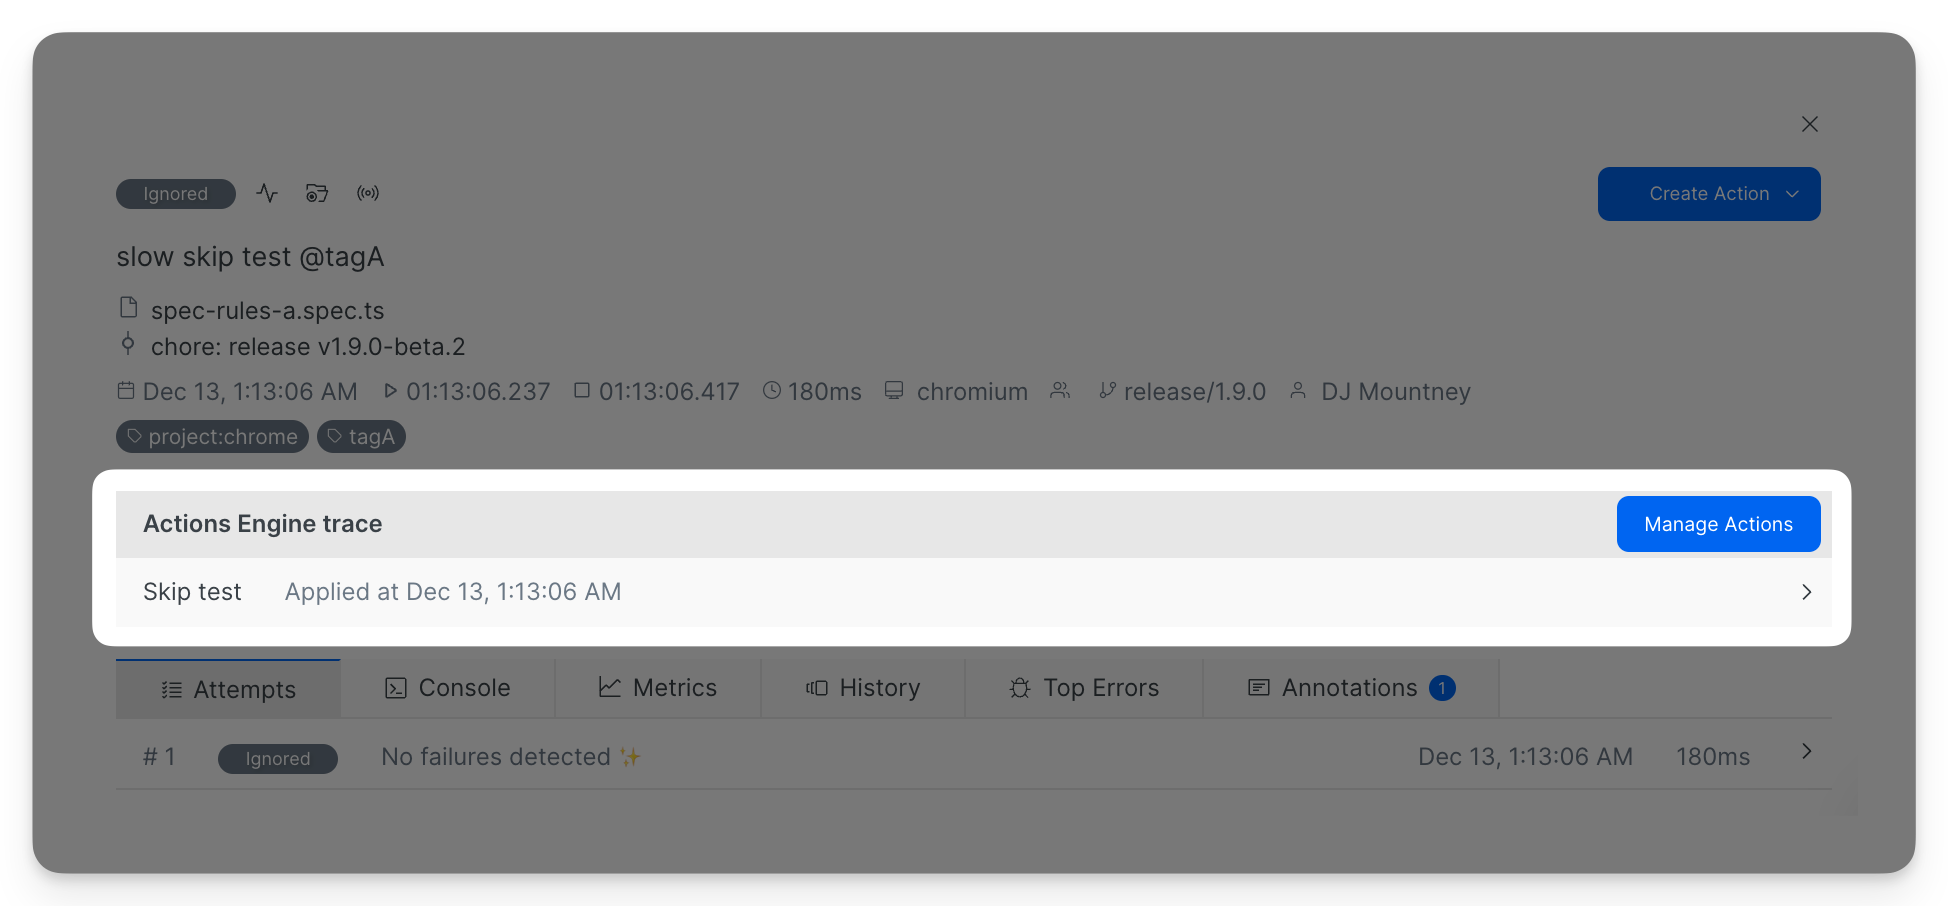 Ignored
Create Action
slow skip test @tagA
spec-rules-a.spec.ts
chore: release v1.9.0-beta.2
Dec 13, 1:13:06 AM 01:13:06.237 01:13:06.417 180ms chromium release/1.9.0 DJ Mountney
project:chrome tagA
Actions Engine trace Manage Actions
Skip test Applied at Dec 13, 1:13:06 AM
Attempts Console Metrics History Top Errors Annotations 1
# 1 Ignored No failures detected ✨ Dec 13, 1:13:06 AM 180ms